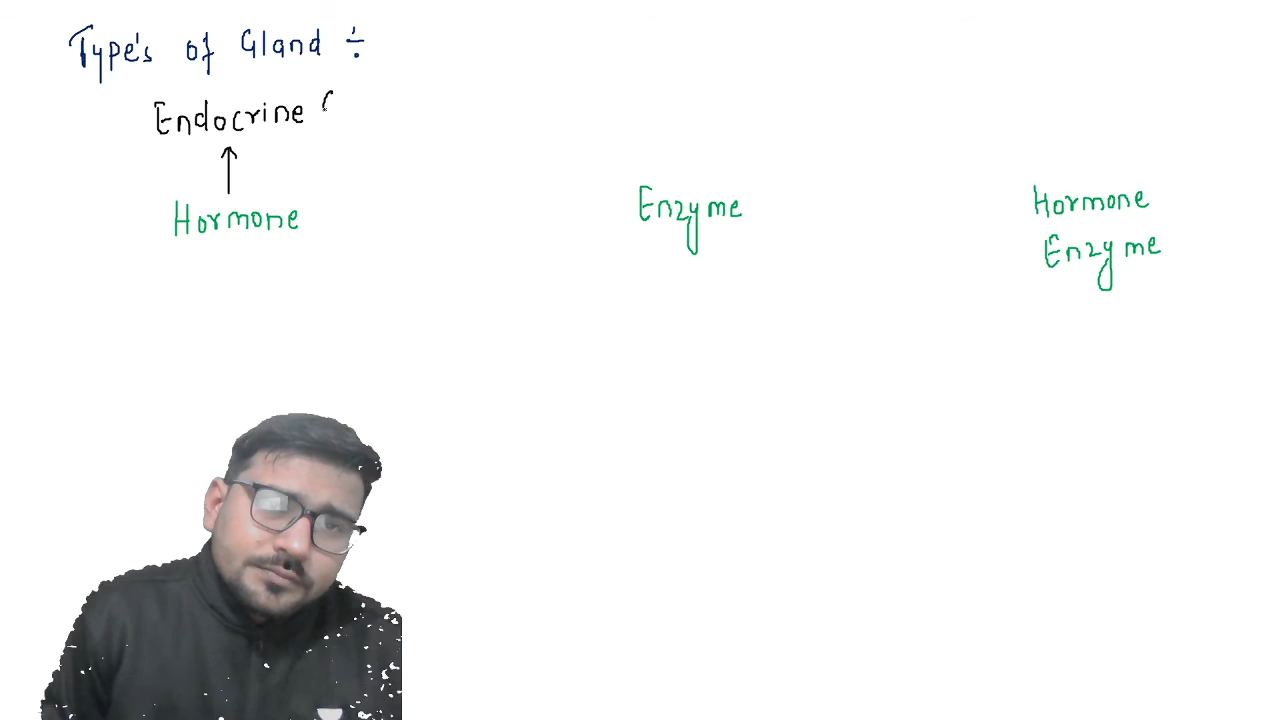 Type's of Gland ÷
Endocrine (
Hormone
Enzyme
Hormone
Enzyme